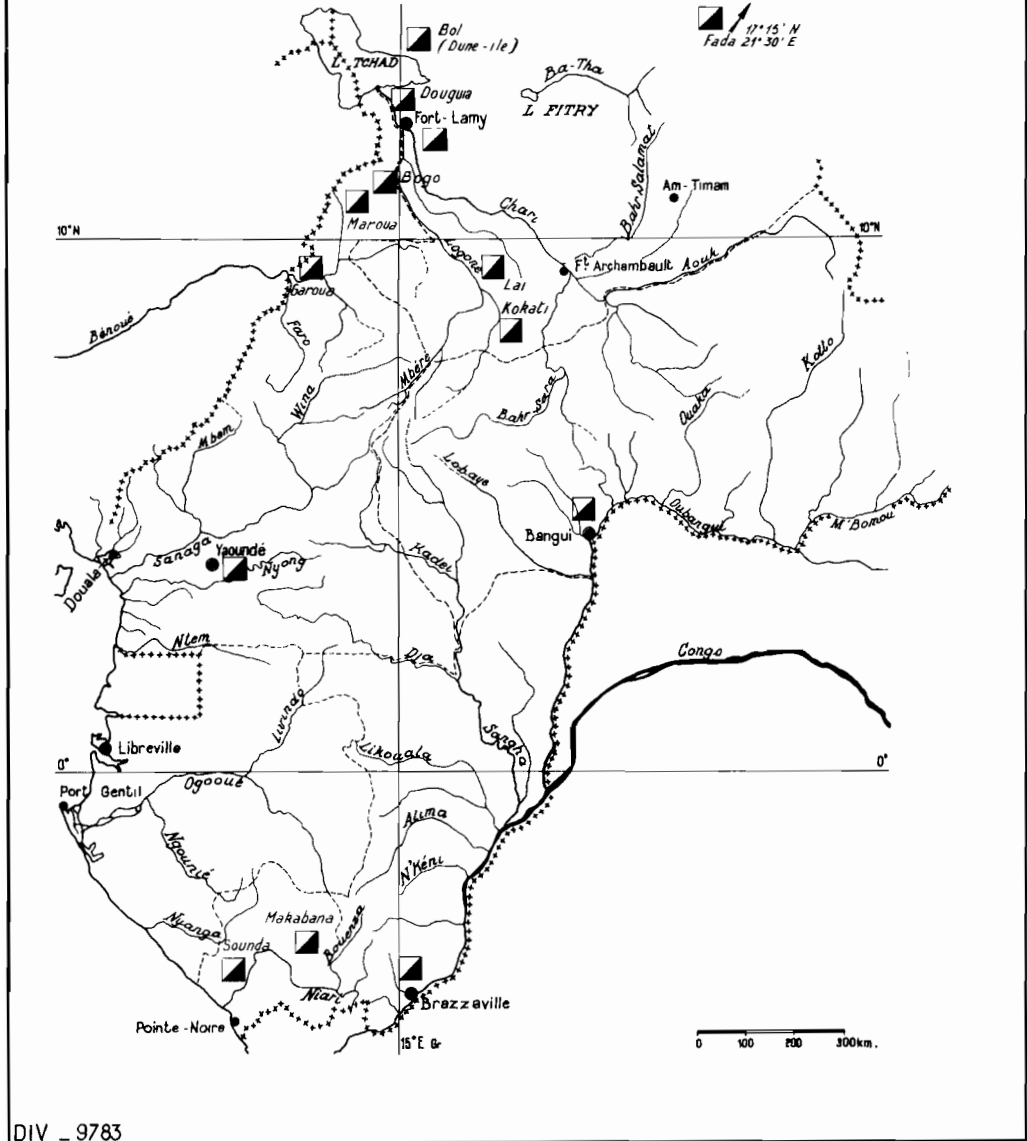 Bol
(Dune-île)
17°15' N
Fada 21°30' E
L. TCHAD
Ba-Tha
Douguia
L FITRY
Fort-Lamy
Bahr-Salamat
Bogo
Am-Timam
Maroua
Chari
10°N
10°N
Logone
Ft Archambault
Aouk
Garoua
Lai
Kokati
Bénoué
Faro
Kotto
Mbéré
Wina
Bahr-Sara
Ouaka
Mbam
Lobaye
Oubangui
M'Bomou
Bangui
Sanaga
Yaoundé
Kadei
Nyong
Douala
Ntem
Dja
Congo
Ivindo
Sangha
Libreville
Likouala
0°
0°
Ogooué
Port Gentil
Alima
Ngounié
N'Kéni
Makabana
Nyanga
Bouenza
Sounda
Niari
Brazzaville
Pointe-Noire
15°E Gr
0 100 200 300km.
DIV _ 9783